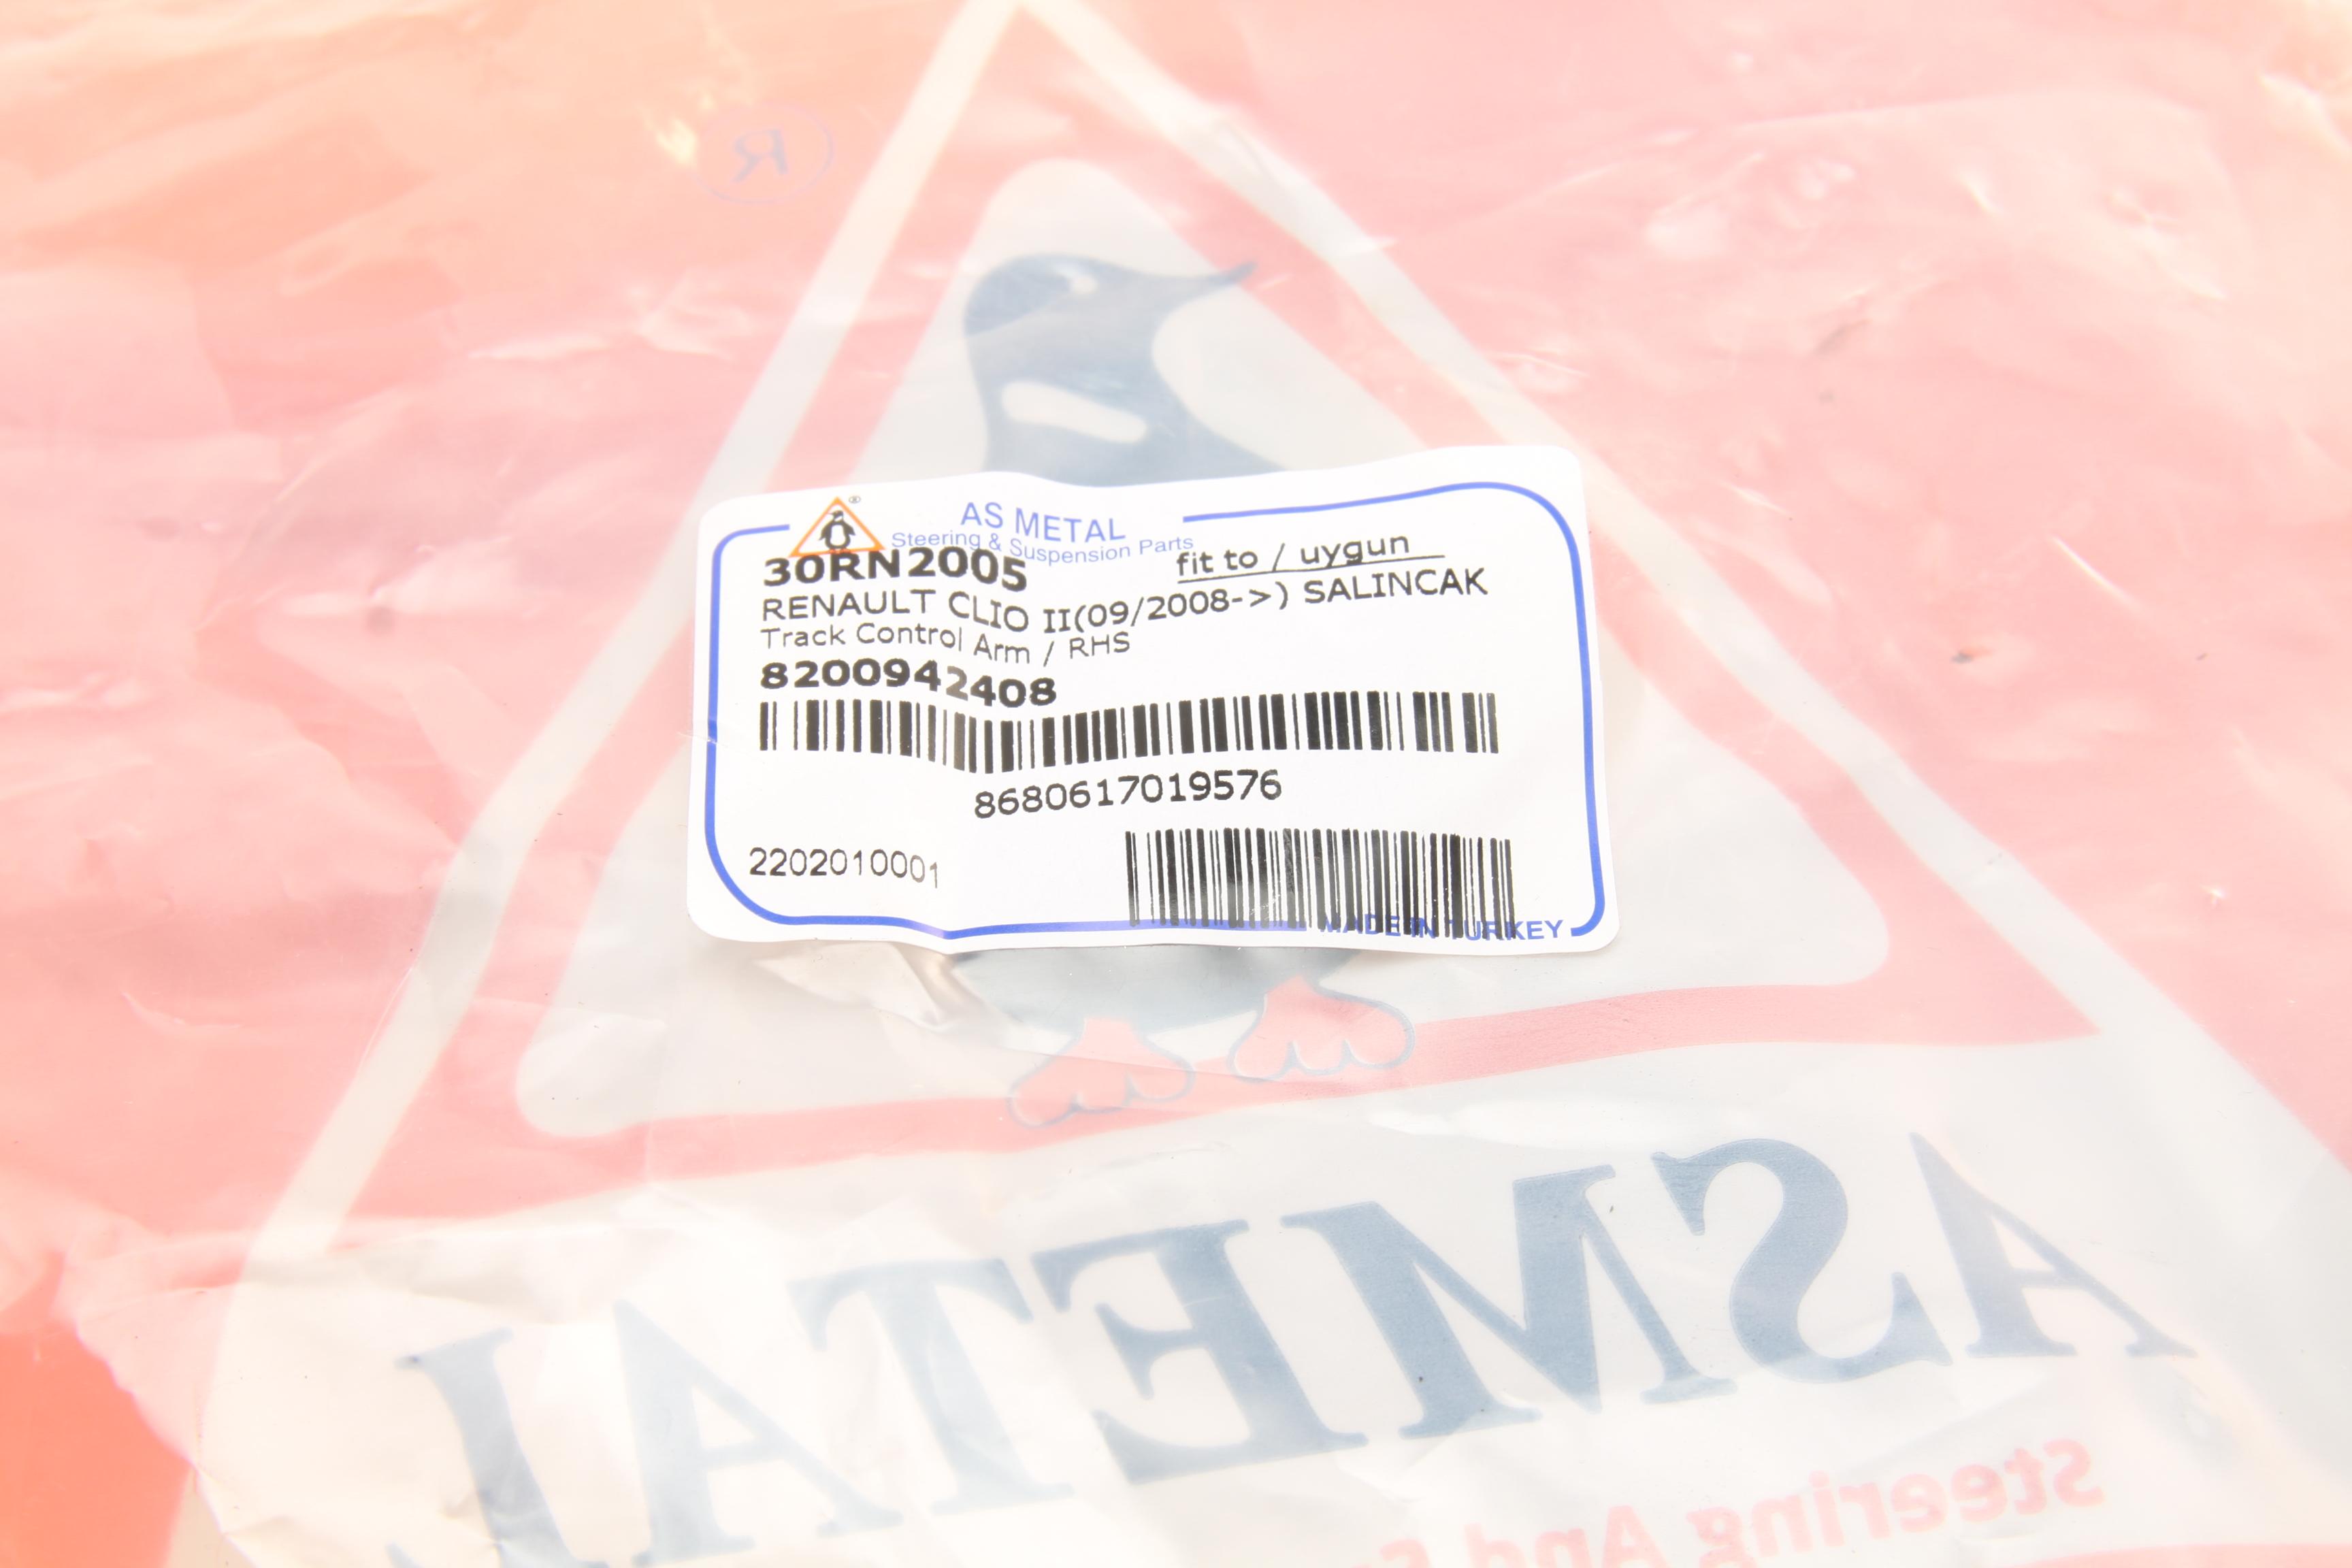 R
®
AS METAL
Steering & Suspension Parts
30RN2005
fit to / uygun
RENAULT CLIO II(09/2008->) SALINCAK
Track Control Arm / RHS
8200942408
8680617019576
2202010001
MADE IN TURKEY
ASMETAL
Steering And